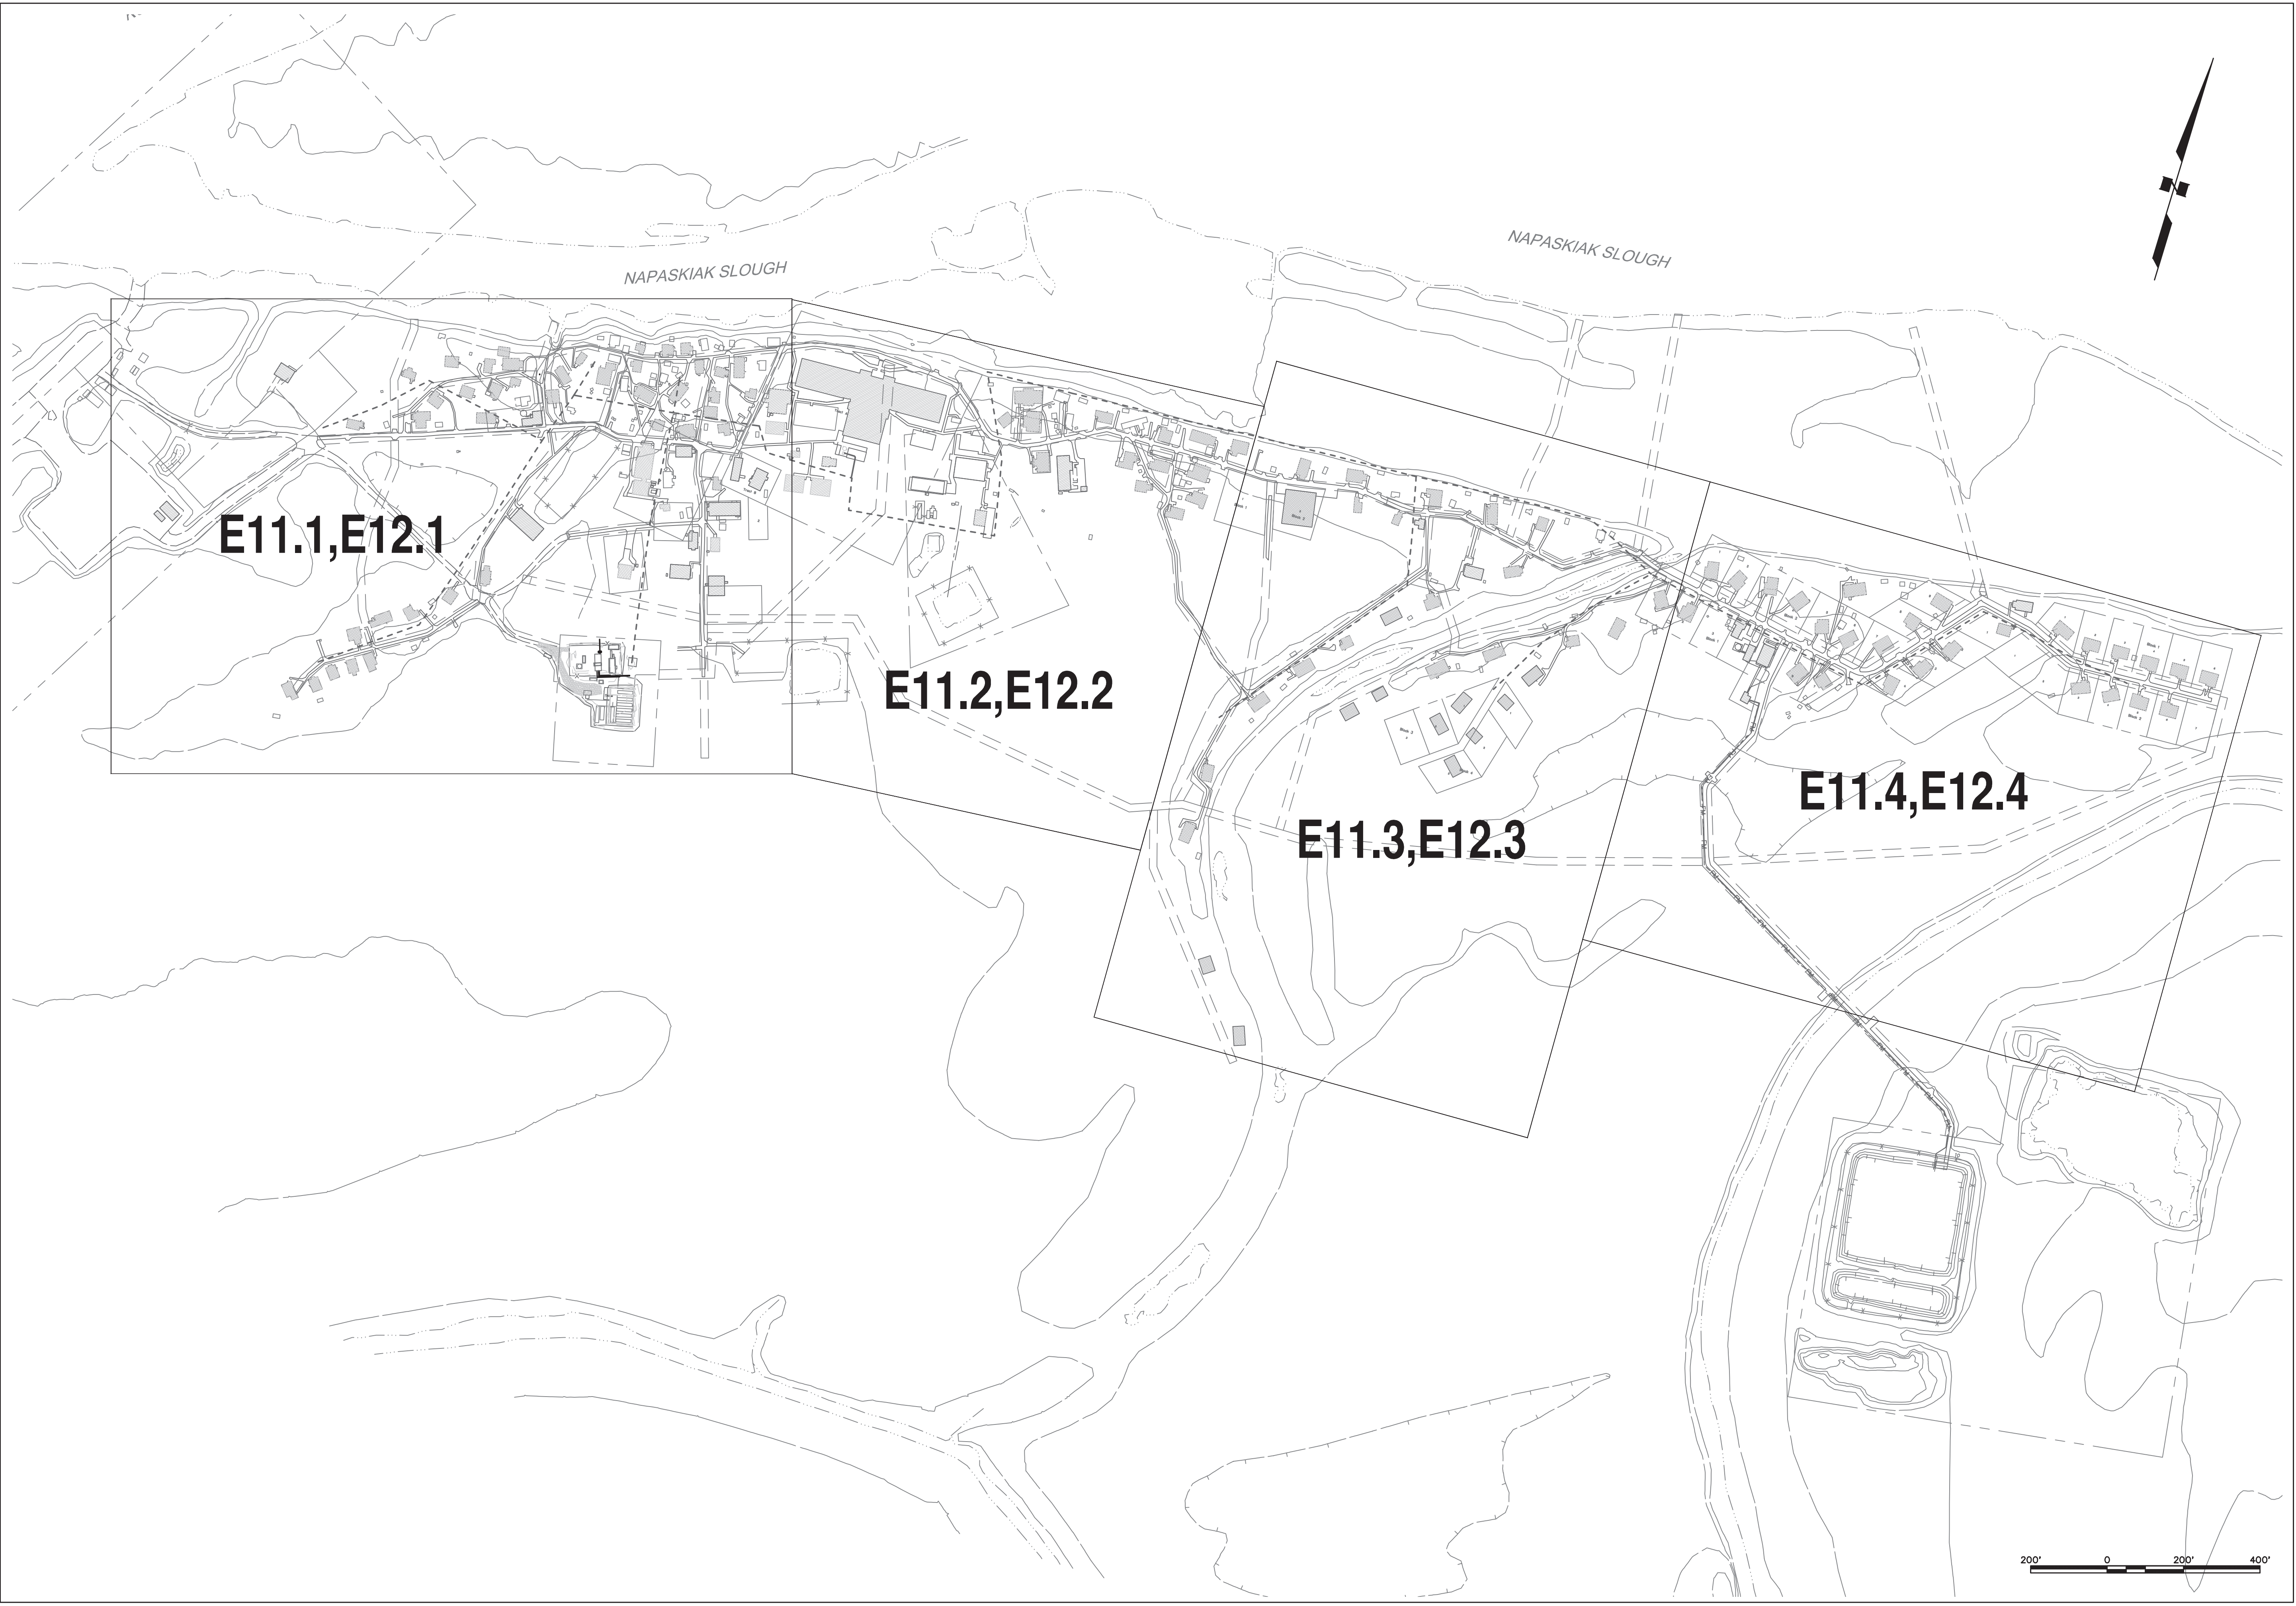 NAPASKIAK SLOUGH
NAPASKIAK SLOUGH
N
E11.1,E12.1
E11.2,E12.2
E11.3,E12.3
E11.4,E12.4
200' 0 200' 400'